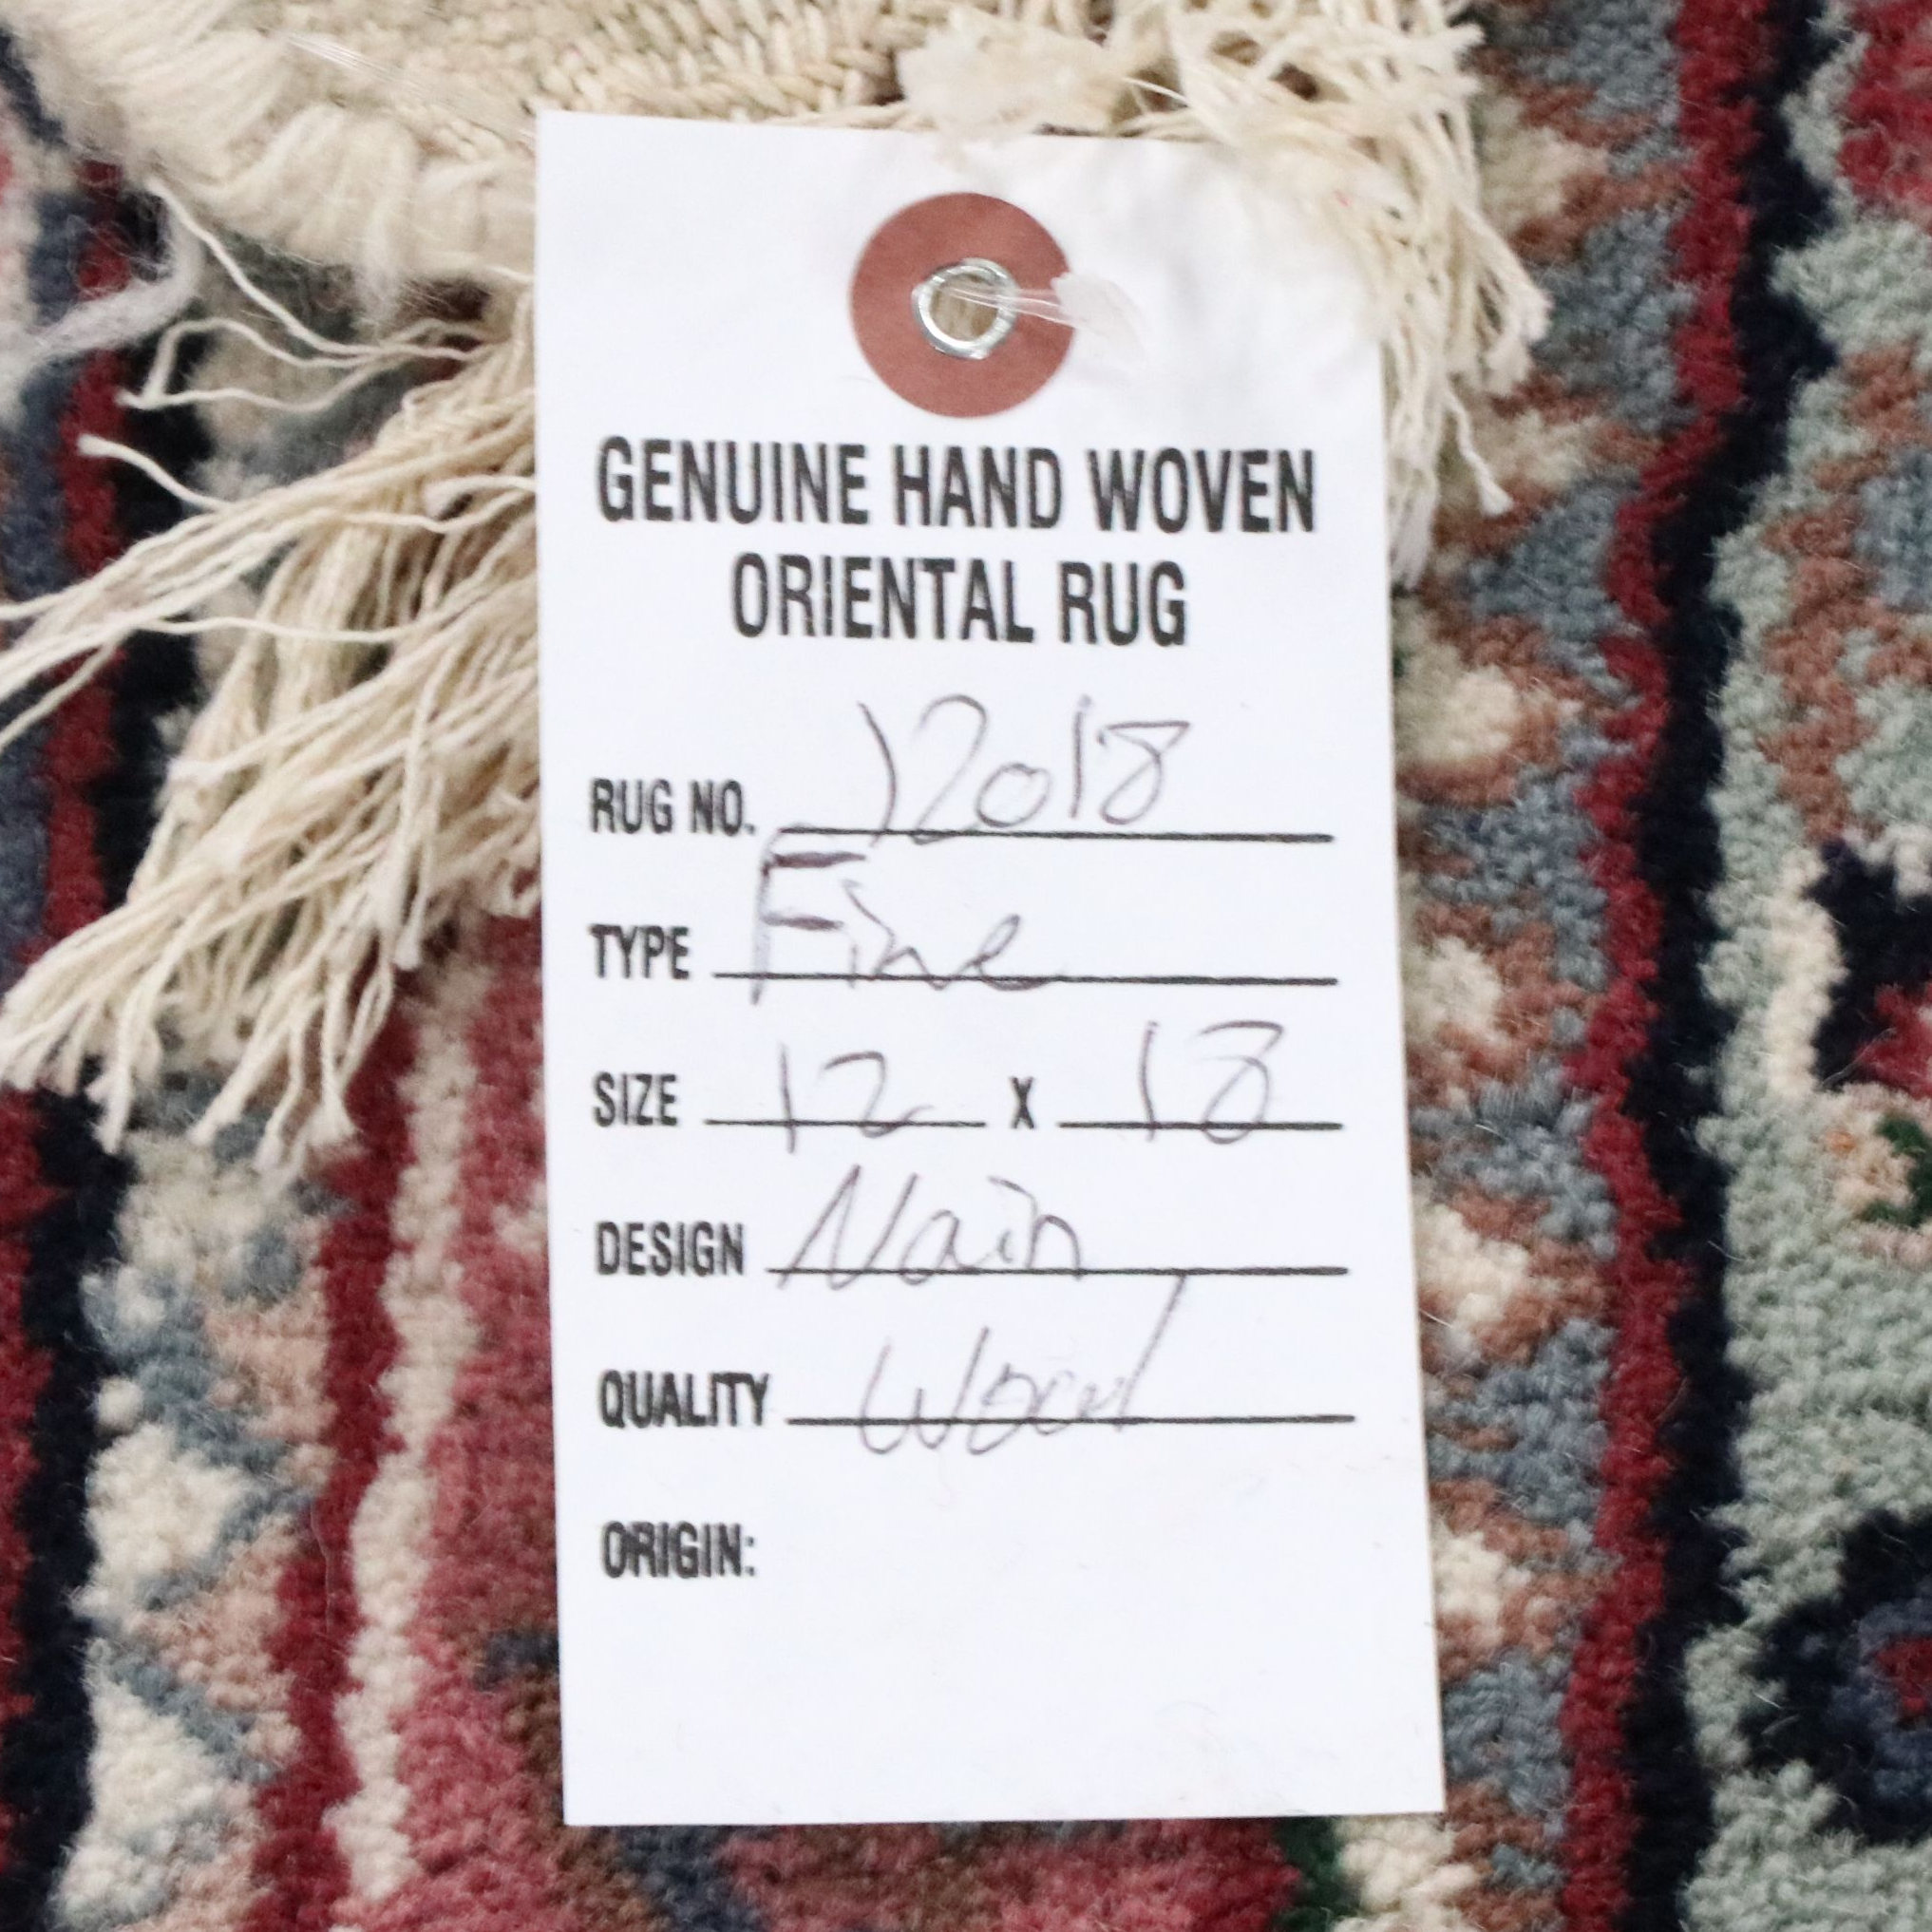 GENUINE HAND WOVEN
ORIENTAL RUG
RUG NO. 12018
TYPE Fine
SIZE 12 X 18
DESIGN Nain
QUALITY Wool
ORIGIN: